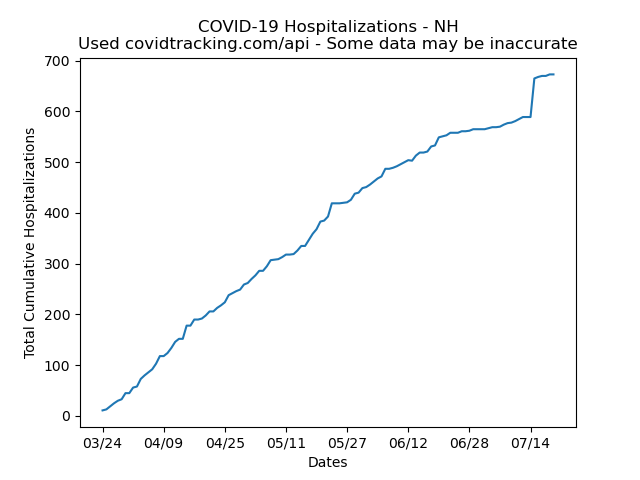 COVID-19 Hospitalizations - NH
Used covidtracking.com/api - Some data may be inaccurate
Total Cumulative Hospitalizations
700
600
500
400
300
200
100
0
03/24 04/09 04/25 05/11 05/27 06/12 06/28 07/14
Dates